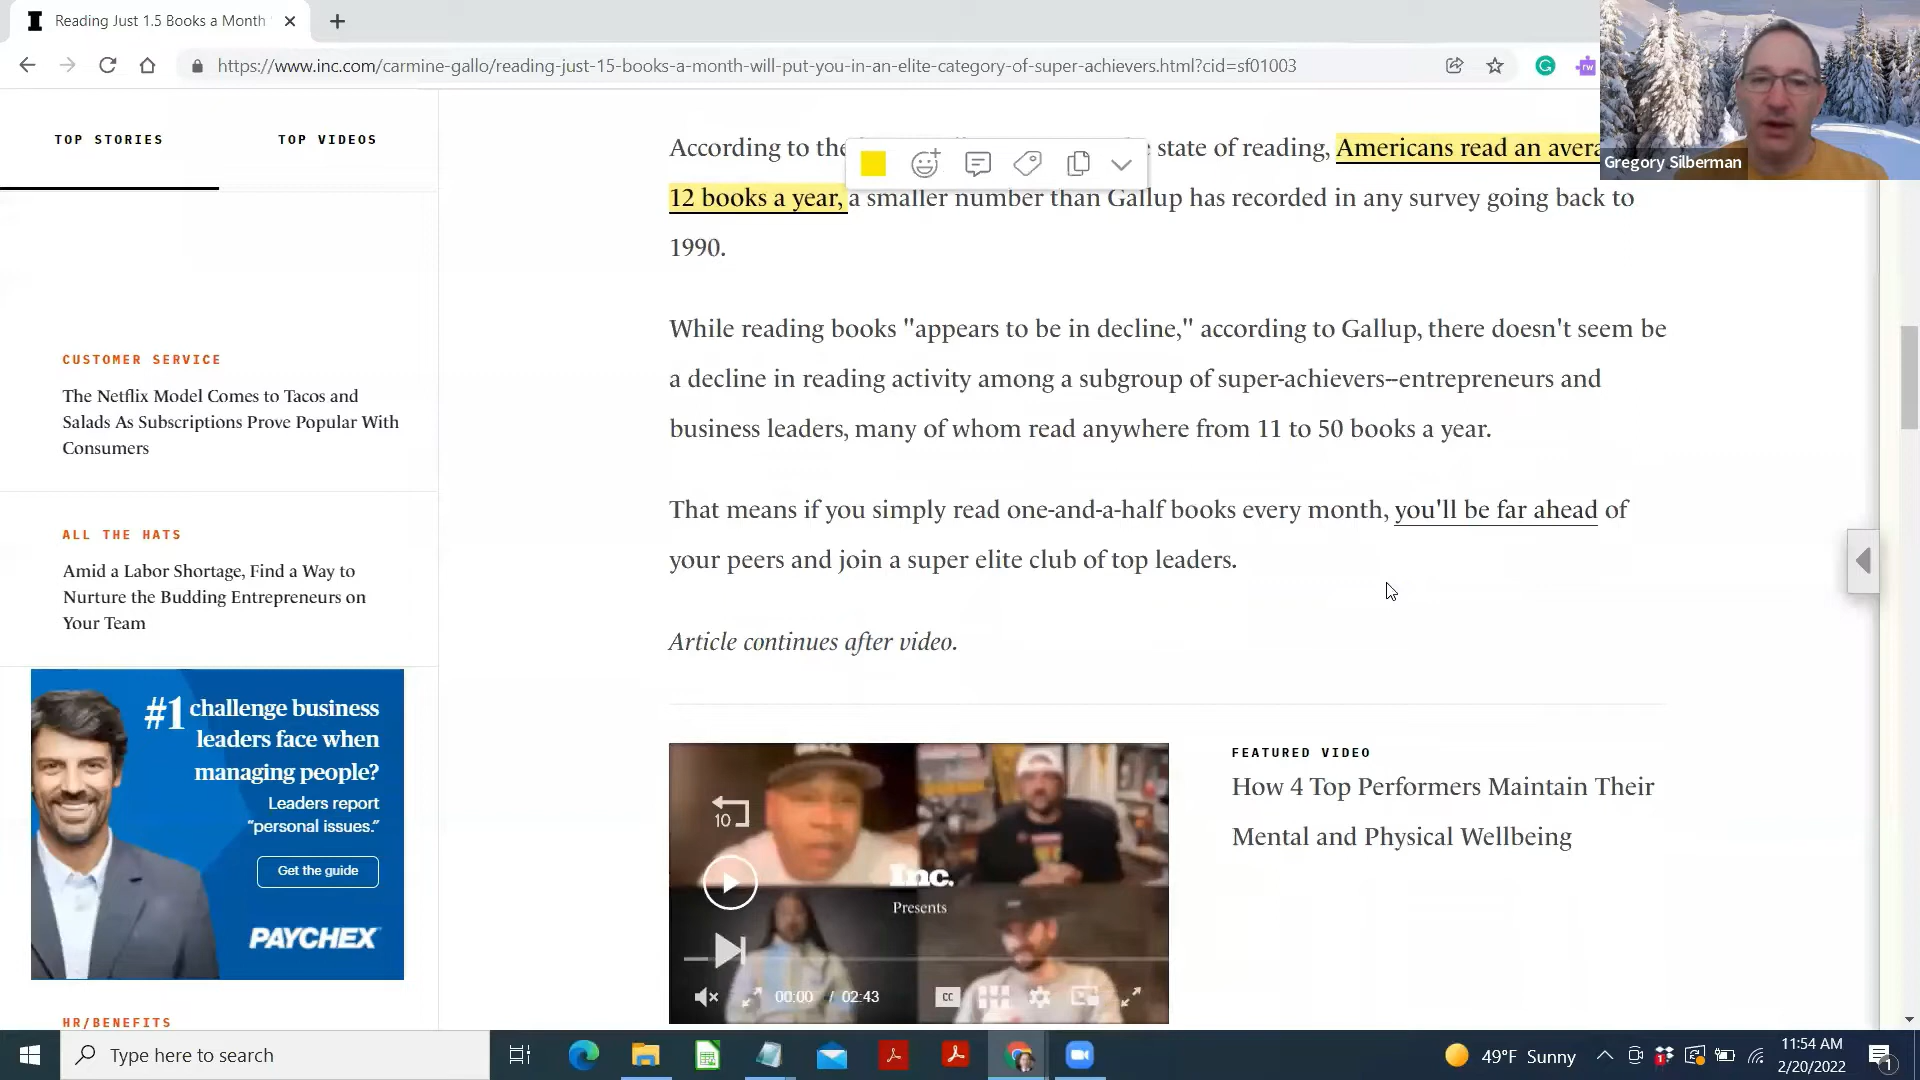 Reading Just 1.5 Books a Month
https://www.inc.com/carmine-gallo/reading-just-15-books-a-month-will-put-you-in-an-elite-category-of-super-achievers.html?cid=sf01003
Gregory Silberman
TOP STORIES
TOP VIDEOS
CUSTOMER SERVICE
The Netflix Model Comes to Tacos and
Salads As Subscriptions Prove Popular With
Consumers
ALL THE HATS
Amid a Labor Shortage, Find a Way to
Nurture the Budding Entrepreneurs on
Your Team
#1 challenge business
leaders face when
managing people?
Leaders report
“personal issues.”
Get the guide
PAYCHEX
HR/BENEFITS
According to the state of reading, Americans read an
12 books a year, a smaller number than Gallup has recorded in any survey going back to
1990.
While reading books "appears to be in decline," according to Gallup, there doesn't seem be
a decline in reading activity among a subgroup of super-achievers--entrepreneurs and
business leaders, many of whom read anywhere from 11 to 50 books a year.
That means if you simply read one-and-a-half books every month, you'll be far ahead of
your peers and join a super elite club of top leaders.
Article continues after video.
10
Inc.
Presents
00:00 / 02:43
CC
FEATURED VIDEO
How 4 Top Performers Maintain Their
Mental and Physical Wellbeing
Type here to search
49°F Sunny
11:54 AM
2/20/2022
1